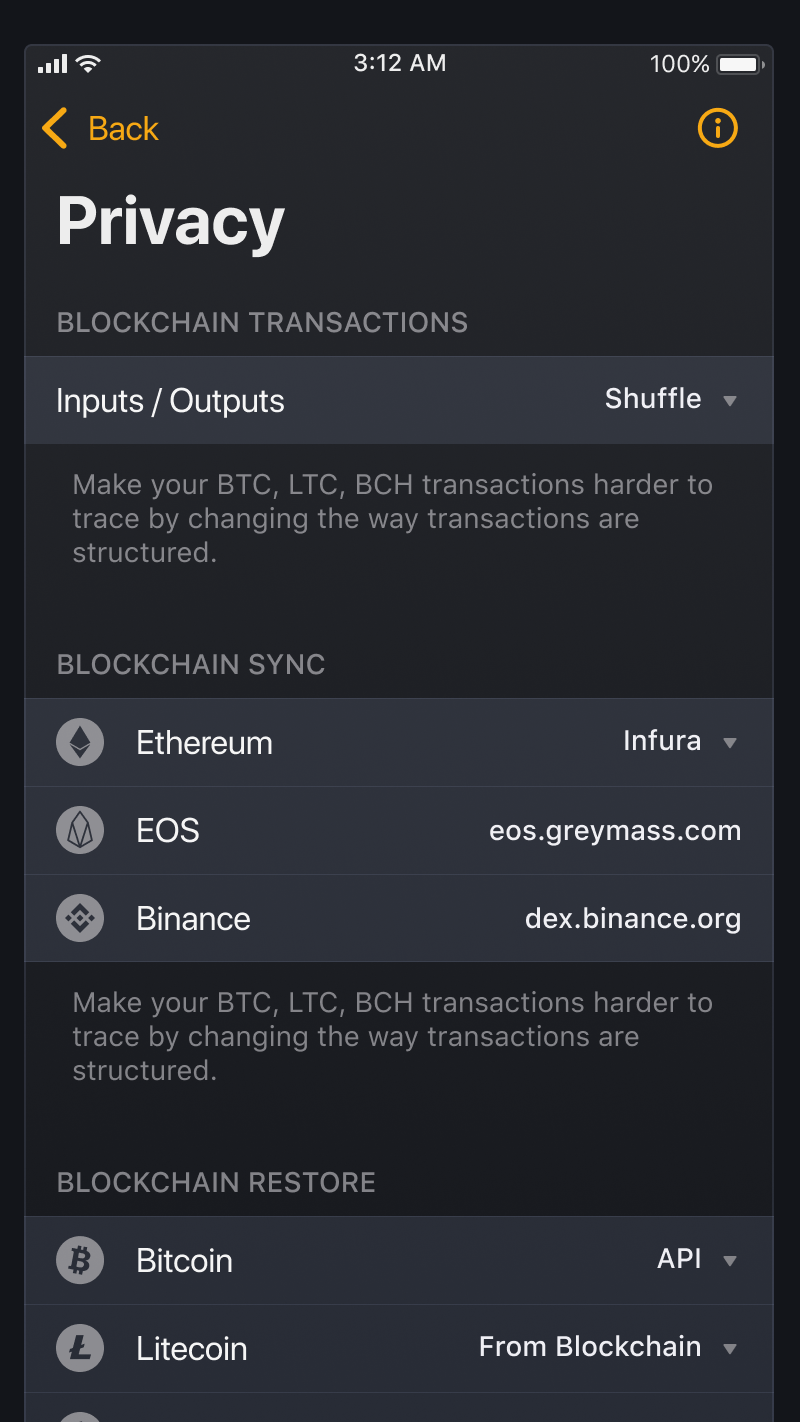 3:12 AM
100%
Back
Privacy
BLOCKCHAIN TRANSACTIONS
Inputs / Outputs Shuffle
Make your BTC, LTC, BCH transactions harder to
trace by changing the way transactions are
structured.
BLOCKCHAIN SYNC
Ethereum Infura
EOS eos.greymass.com
Binance dex.binance.org
Make your BTC, LTC, BCH transactions harder to
trace by changing the way transactions are
structured.
BLOCKCHAIN RESTORE
Bitcoin API
Litecoin From Blockchain